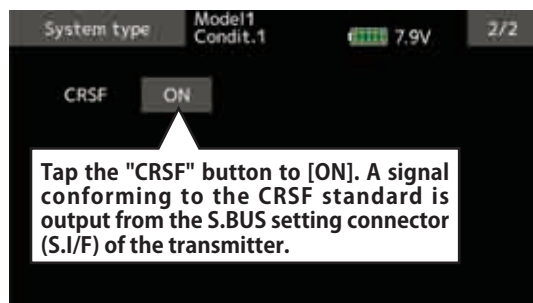 System type
Model1
Condit.1
7.9V
2/2
CRSF
ON
Tap the "CRSF" button to [ON]. A signal
conforming to the CRSF standard is
output from the S.BUS setting connector
(S.I/F) of the transmitter.